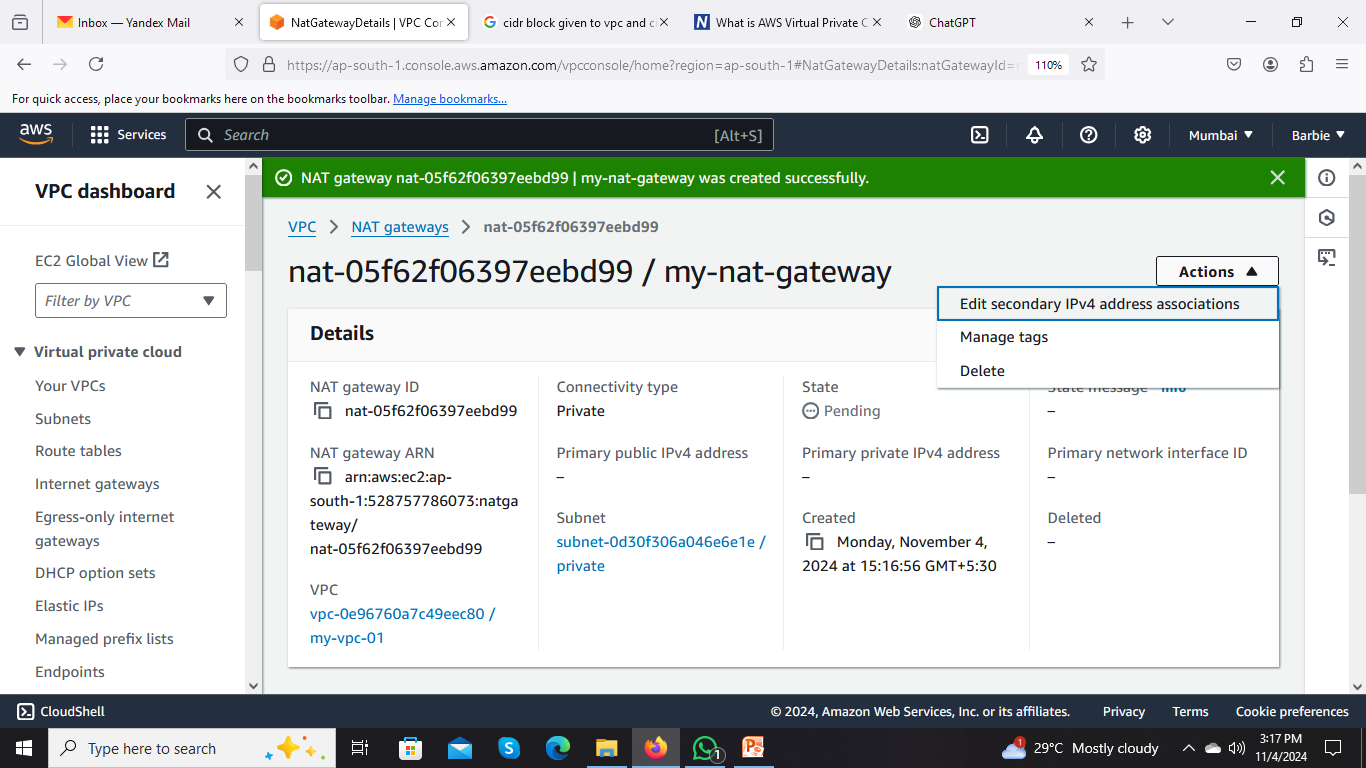 Inbox — Yandex Mail
NatGatewayDetails | VPC Cor
cidr block given to vpc and ci
What is AWS Virtual Private C
ChatGPT
https://ap-south-1.console.aws.amazon.com/vpcconsole/home?region=ap-south-1#NatGatewayDetails:natGatewayId=
110%
For quick access, place your bookmarks here on the bookmarks toolbar. Manage bookmarks...
aws
Services
Search
[Alt+S]
Mumbai
Barbie
VPC dashboard
EC2 Global View
Filter by VPC
Virtual private cloud
Your VPCs
Subnets
Route tables
Internet gateways
Egress-only internet
gateways
DHCP option sets
Elastic IPs
Managed prefix lists
Endpoints
NAT gateway nat-05f62f06397eebd99 | my-nat-gateway was created successfully.
VPC
NAT gateways
nat-05f62f06397eebd99
nat-05f62f06397eebd99 / my-nat-gateway
Actions
Edit secondary IPv4 address associations
Manage tags
Delete
Details
NAT gateway ID
nat-05f62f06397eebd99
Connectivity type
Private
State
Pending
State message Info
–
NAT gateway ARN
arn:aws:ec2:ap-
south-1:528757786073:natga
teway/
nat-05f62f06397eebd99
Primary public IPv4 address
–
Primary private IPv4 address
–
Primary network interface ID
–
VPC
vpc-0e96760a7c49eec80 /
my-vpc-01
Subnet
subnet-0d30f306a046e6e1e /
private
Created
Monday, November 4,
2024 at 15:16:56 GMT+5:30
Deleted
–
CloudShell
© 2024, Amazon Web Services, Inc. or its affiliates.
Privacy
Terms
Cookie preferences
Type here to search
1
1
29°C Mostly cloudy
3:17 PM
11/4/2024